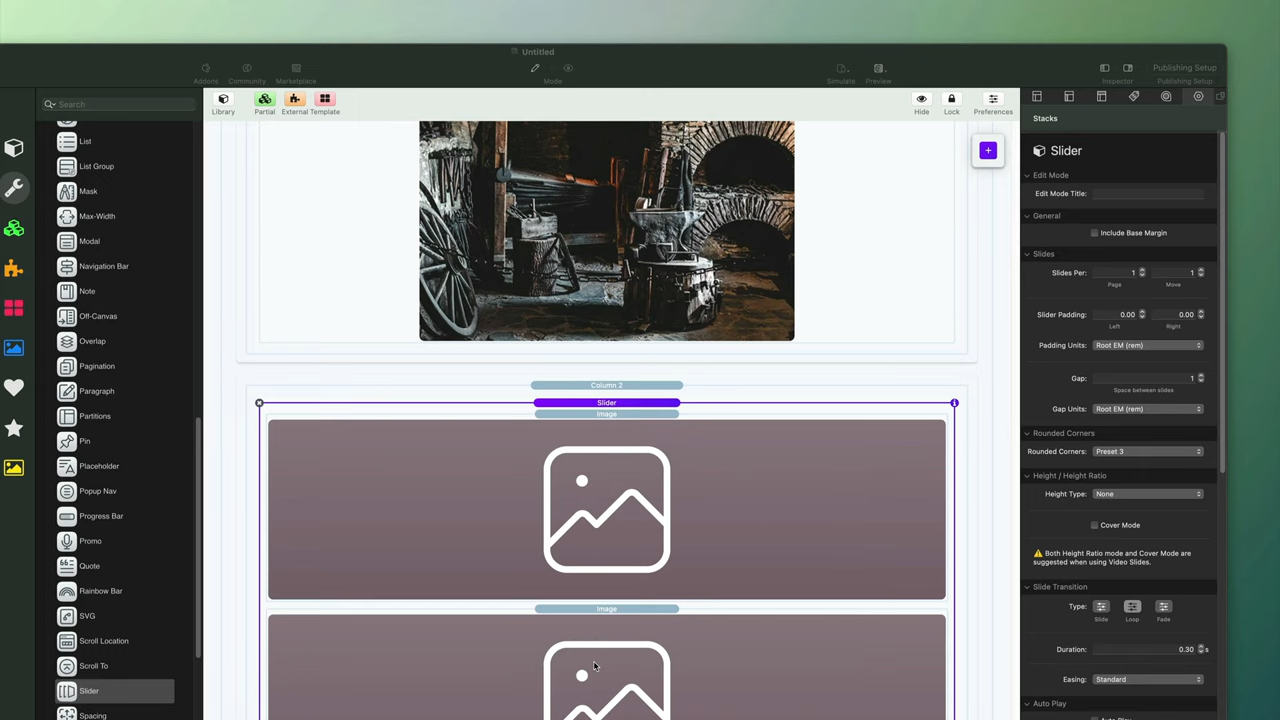 Untitled
Addons
Community
Marketplace
Mode
Simulate
Preview
Inspector
Publishing Setup
Publishing Setup
Search
Library
Partial
External
Template
Hide
Lock
Preferences
List
List Group
Mask
Max-Width
Modal
Navigation Bar
Note
Off-Canvas
Overlap
Pagination
Paragraph
Partitions
Pin
Placeholder
Popup Nav
Progress Bar
Promo
Quote
Rainbow Bar
SVG
Scroll Location
Scroll To
Slider
Spacing
Column 2
Slider
Image
Image
Stacks
Slider
Edit Mode
Edit Mode Title:
General
Include Base Margin
Slides
Slides Per: 1 1
Page Move
Slider Padding: 0.00 0.00
Left Right
Padding Units: Root EM (rem)
Gap: 1
Space between slides
Gap Units: Root EM (rem)
Rounded Corners
Rounded Corners: Preset 3
Height / Height Ratio
Height Type: None
Cover Mode
Both Height Ratio mode and Cover Mode are
suggested when using Video Slides.
Slide Transition
Type:
Slide Loop Fade
Duration: 0.30 s
Easing: Standard
Auto Play